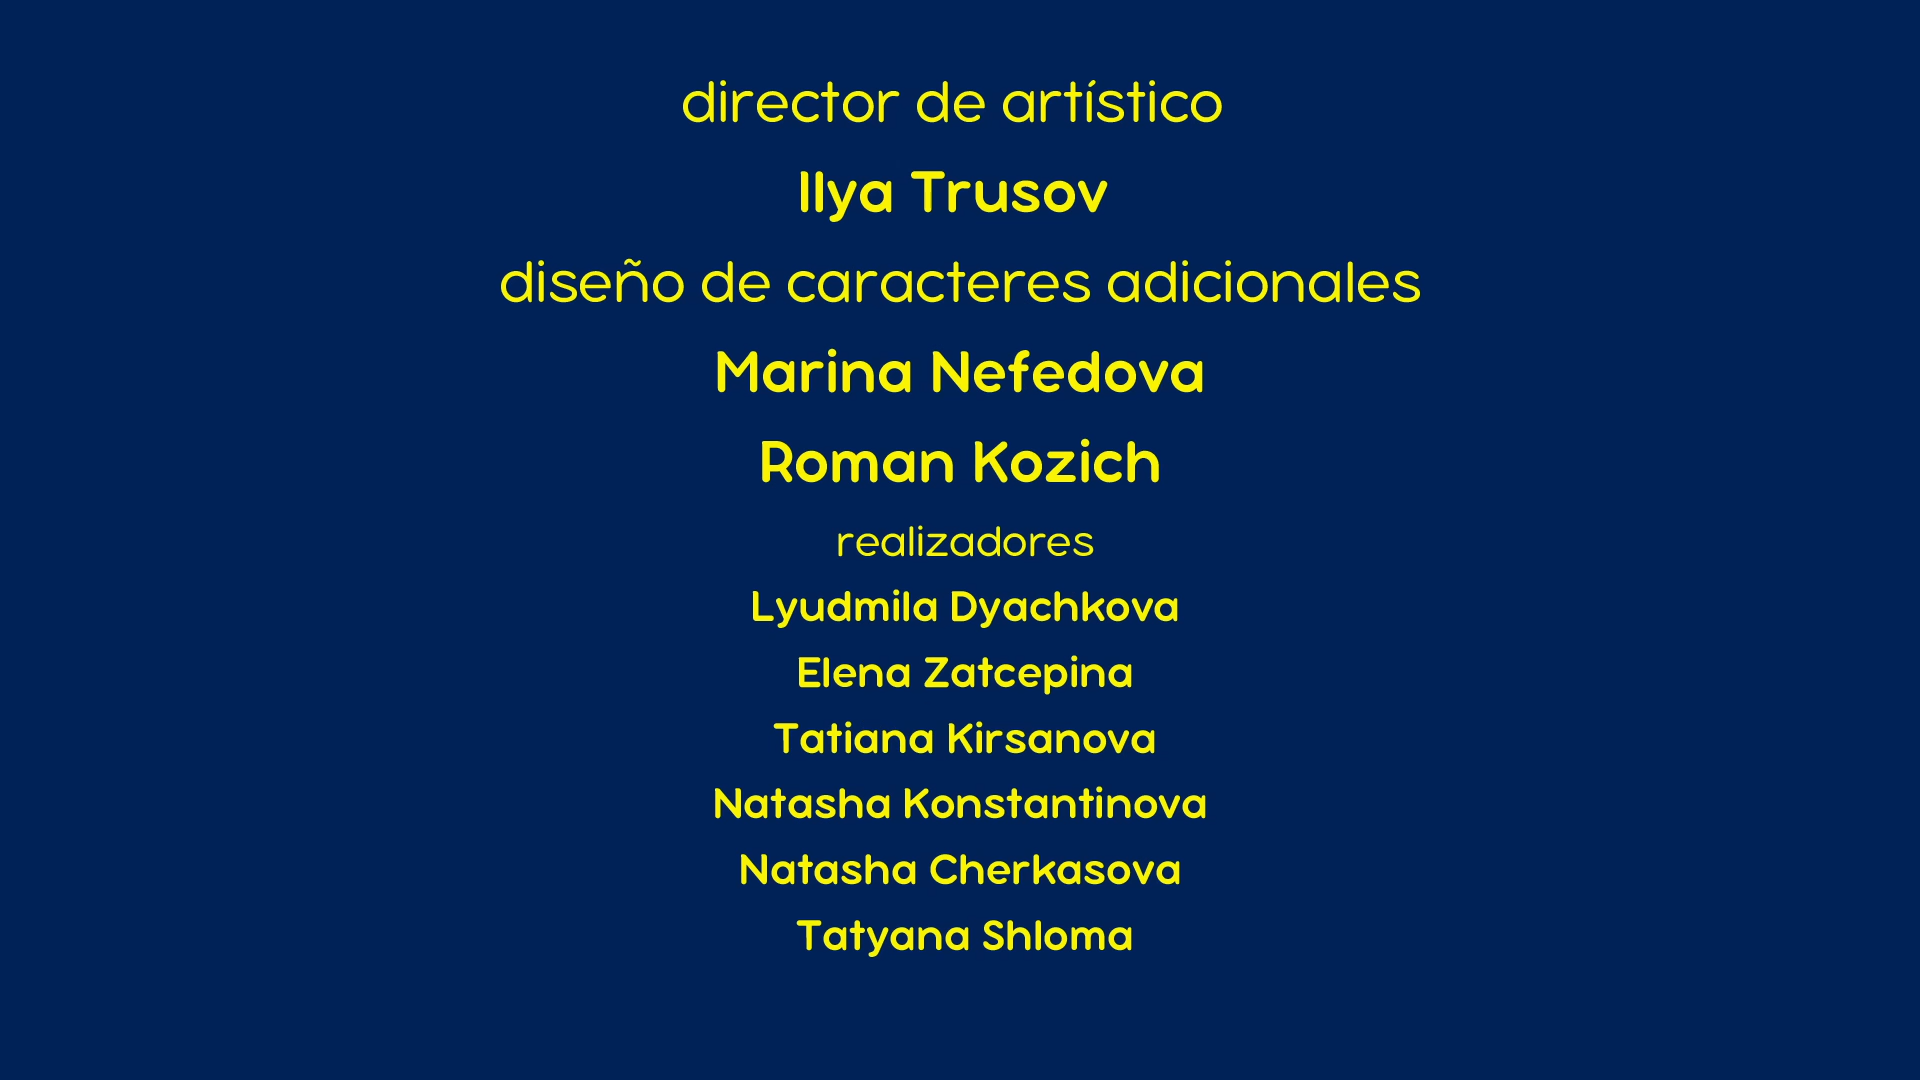 director de artístico
Ilya Trusov
diseño de caracteres adicionales
Marina Nefedova
Roman Kozich
realizadores
Lyudmila Dyachkova
Elena Zatcepina
Tatiana Kirsanova
Natasha Konstantinova
Natasha Cherkasova
Tatyana Shloma